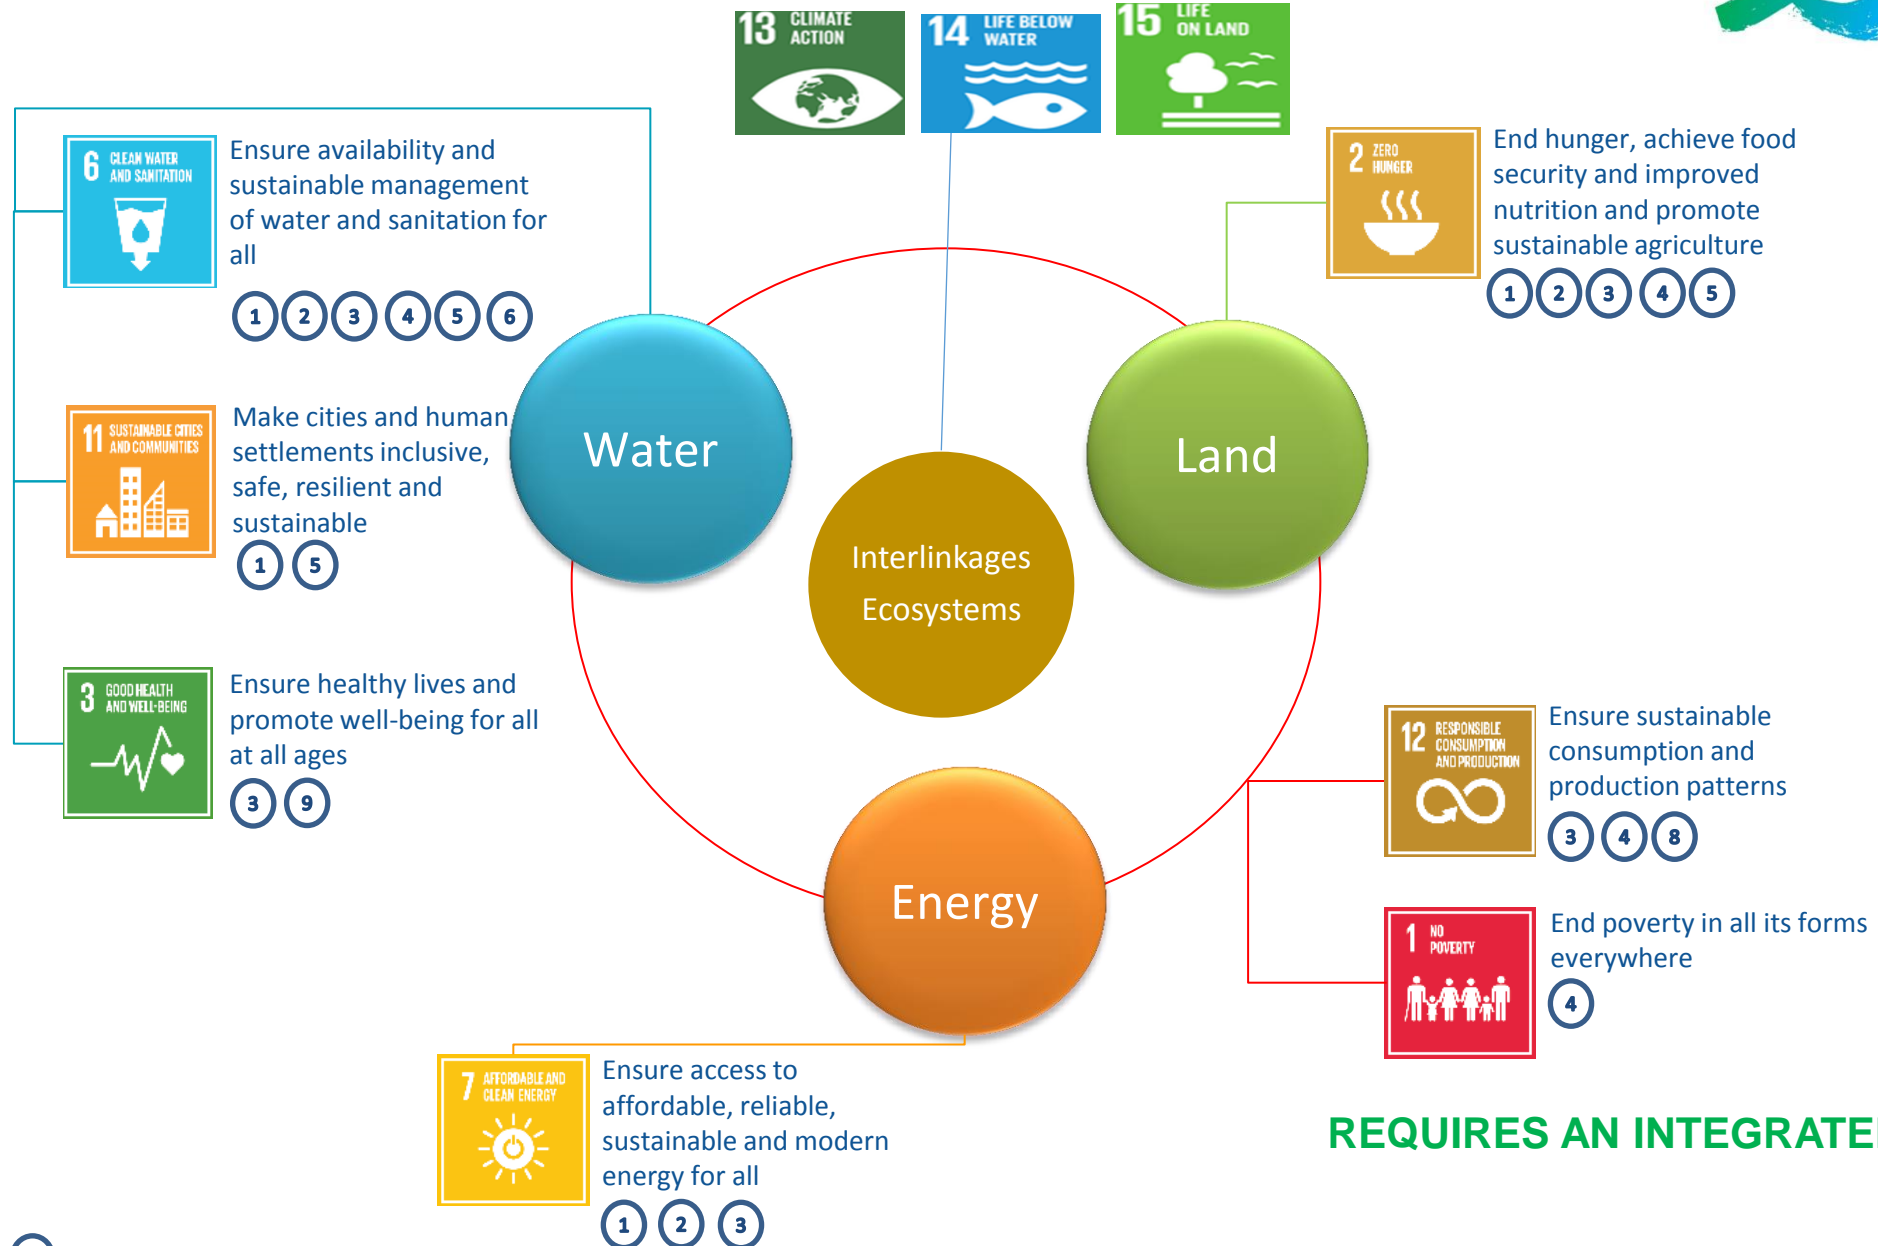 13 CLIMATE
ACTION
14 LIFE BELOW
WATER
15 LIFE
ON LAND
6 CLEAN WATER
AND SANITATION
Ensure availability and
sustainable management
of water and sanitation for
all
1 2 3 4 5 6
2 ZERO
HUNGER
End hunger, achieve food
security and improved
nutrition and promote
sustainable agriculture
1 2 3 4 5
11 SUSTAINABLE CITIES
AND COMMUNITIES
Make cities and human
settlements inclusive,
safe, resilient and
sustainable
1 5
Water
Land
Interlinkages
Ecosystems
3 GOOD HEALTH
AND WELL-BEING
Ensure healthy lives and
promote well-being for all
at all ages
3 9
12 RESPONSIBLE
CONSUMPTION
AND PRODUCTION
Ensure sustainable
consumption and
production patterns
3 4 8
Energy
1 NO
POVERTY
End poverty in all its forms
everywhere
4
7 AFFORDABLE AND
CLEAN ENERGY
Ensure access to
affordable, reliable,
sustainable and modern
energy for all
1 2 3
REQUIRES AN INTEGRATE